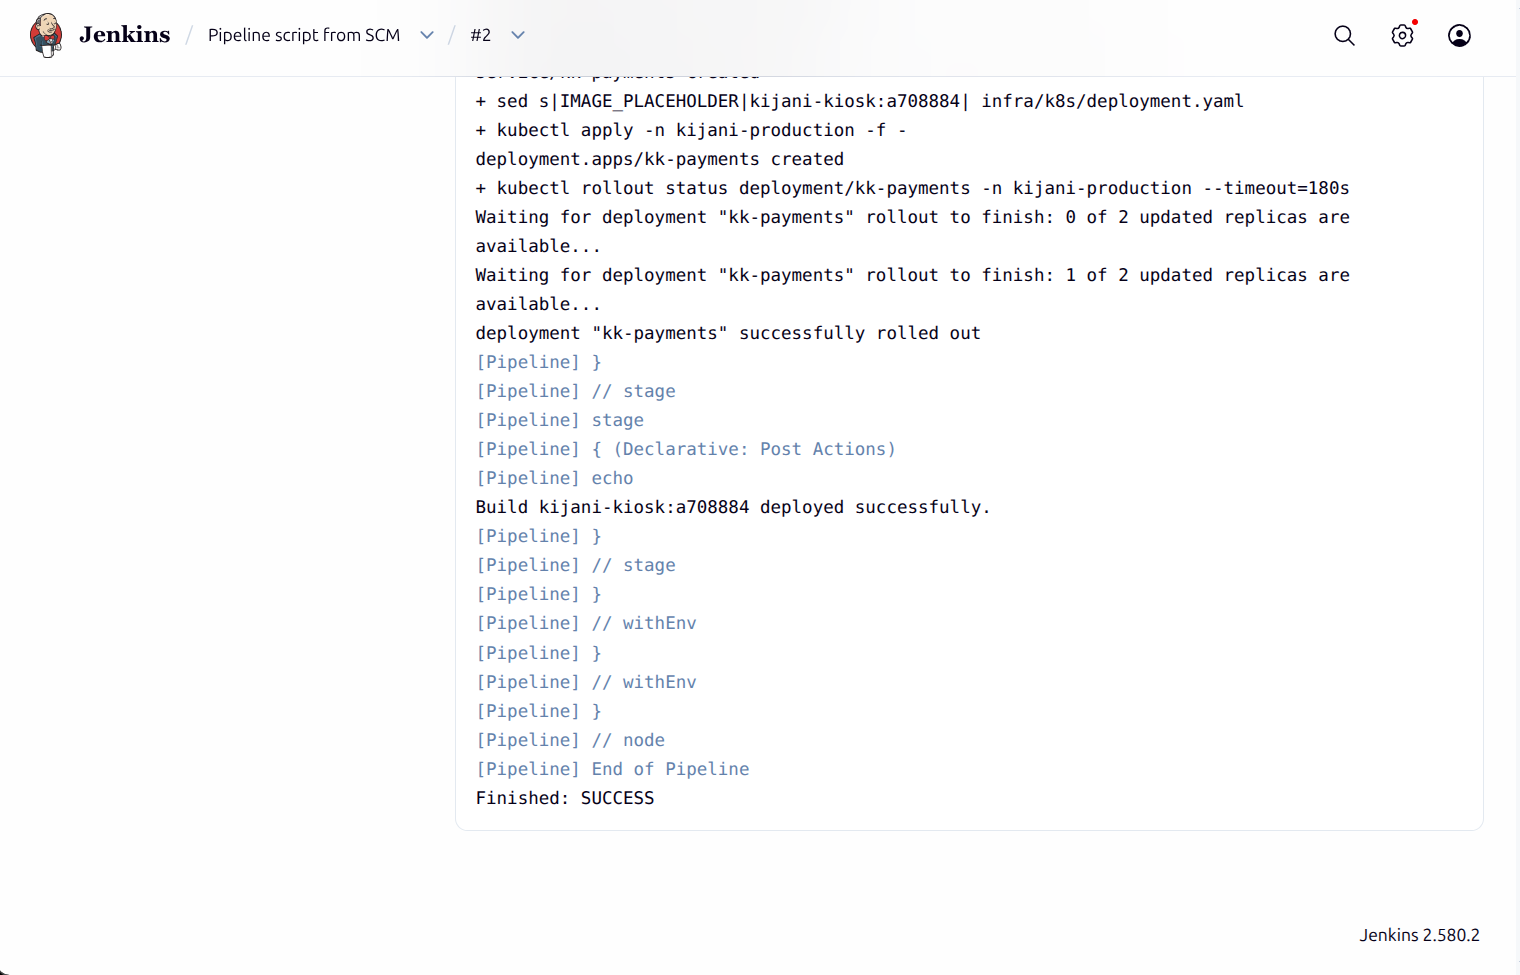 Jenkins / Pipeline script from SCM / #2
service/kk-payments created
+ sed s|IMAGE_PLACEHOLDER|kijani-kiosk:a708884| infra/k8s/deployment.yaml
+ kubectl apply -n kijani-production -f -
deployment.apps/kk-payments created
+ kubectl rollout status deployment/kk-payments -n kijani-production --timeout=180s
Waiting for deployment "kk-payments" rollout to finish: 0 of 2 updated replicas are
available...
Waiting for deployment "kk-payments" rollout to finish: 1 of 2 updated replicas are
available...
deployment "kk-payments" successfully rolled out
[Pipeline] }
[Pipeline] // stage
[Pipeline] stage
[Pipeline] { (Declarative: Post Actions)
[Pipeline] echo
Build kijani-kiosk:a708884 deployed successfully.
[Pipeline] }
[Pipeline] // stage
[Pipeline] }
[Pipeline] // withEnv
[Pipeline] }
[Pipeline] // withEnv
[Pipeline] }
[Pipeline] // node
[Pipeline] End of Pipeline
Finished: SUCCESS
Jenkins 2.580.2